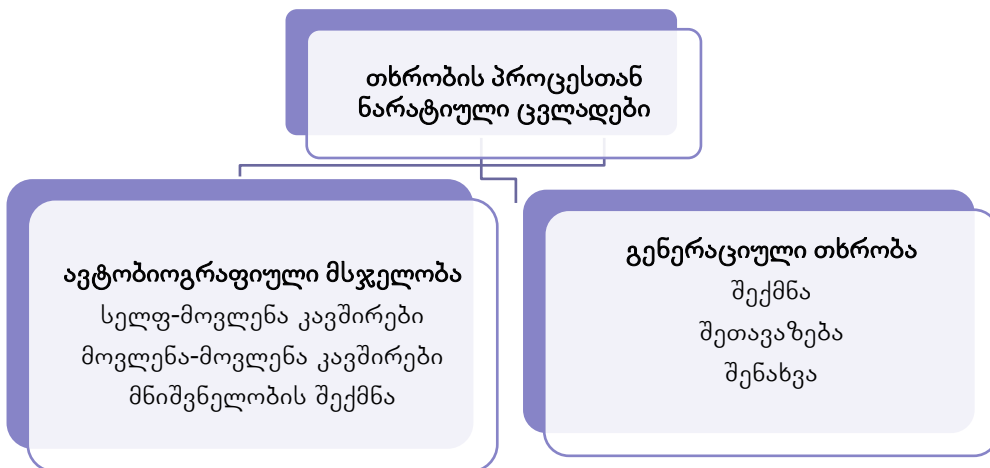 თხრობის პროცესთან
ნარატიული ცვლადები
ავტობიოგრაფიული მსჯელობა
სელფ-მოვლენა კავშირები
მოვლენა-მოვლენა კავშირები
მნიშვნელობის შექმნა
გენერაციული თხრობა
შექმნა
შეთავაზება
შენახვა